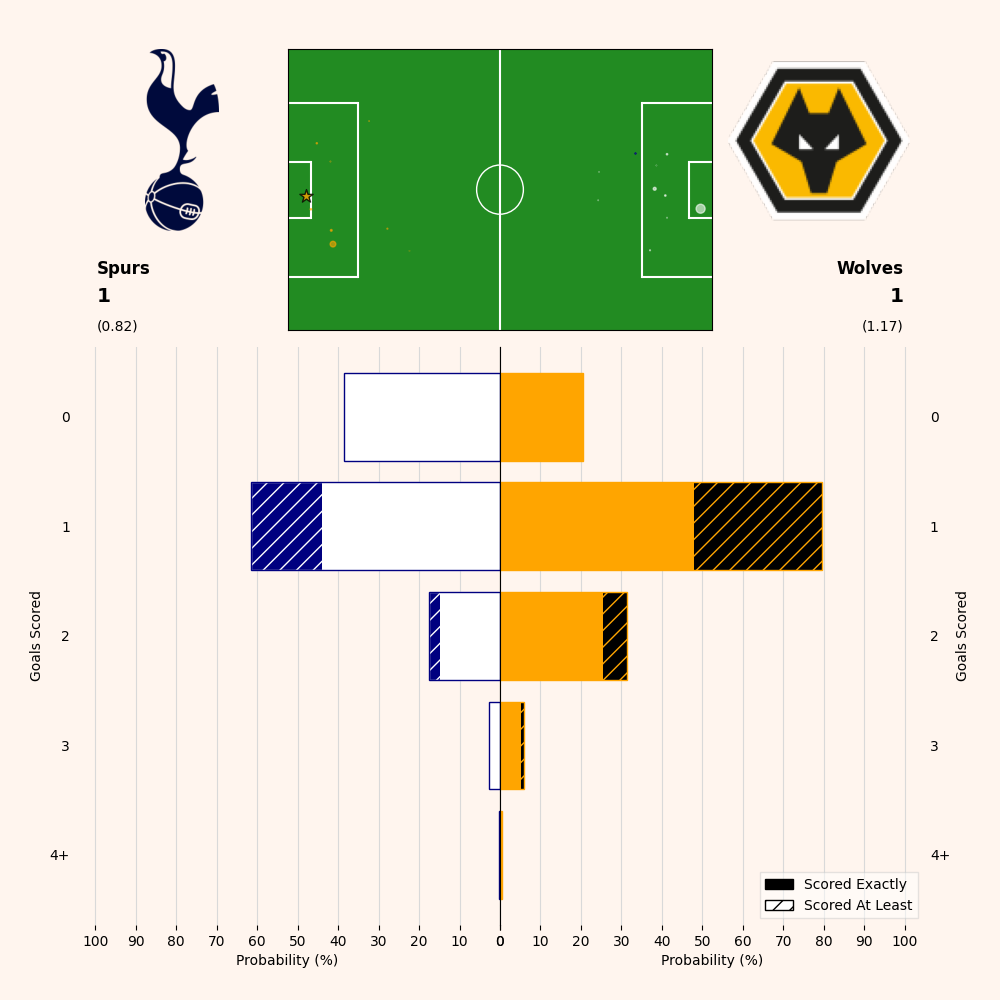 Spurs
1
(0.82)
Wolves
1
(1.17)
0
1
2
3
4+
Goals Scored
0
1
2
3
4+
Goals Scored
Scored Exactly
Scored At Least
100 90 80 70 60 50 40 30 20 10 0
Probability (%)
0 10 20 30 40 50 60 70 80 90 100
Probability (%)